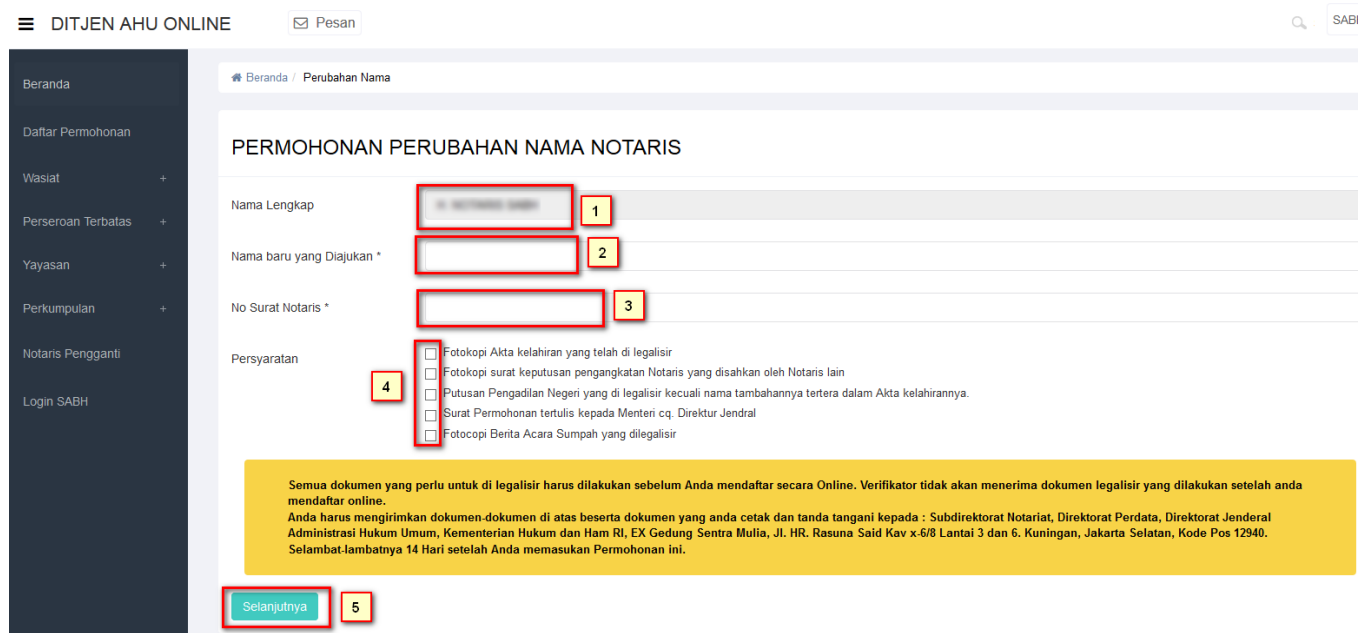 DITJEN AHU ONLINE
Pesan
SABH
Beranda
Daftar Permohonan
Wasiat +
Perseroan Terbatas +
Yayasan +
Perkumpulan +
Notaris Pengganti
Login SABH
Beranda / Perubahan Nama
PERMOHONAN PERUBAHAN NAMA NOTARIS
Nama Lengkap
1
Nama baru yang Diajukan *
2
No Surat Notaris *
3
Persyaratan
4
Fotokopi Akta kelahiran yang telah di legalisir
Fotokopi surat keputusan pengangkatan Notaris yang disahkan oleh Notaris lain
Putusan Pengadilan Negeri yang di legalisir kecuali nama tambahannya tertera dalam Akta kelahirannya.
Surat Permohonan tertulis kepada Menteri cq. Direktur Jendral
Fotocopi Berita Acara Sumpah yang dilegalisir
Semua dokumen yang perlu untuk di legalisir harus dilakukan sebelum Anda mendaftar secara Online. Verifikator tidak akan menerima dokumen legalisir yang dilakukan setelah anda
mendaftar online.
Anda harus mengirimkan dokumen-dokumen di atas beserta dokumen yang anda cetak dan tanda tangani kepada : Subdirektorat Notariat, Direktorat Perdata, Direktorat Jenderal
Administrasi Hukum Umum, Kementerian Hukum dan Ham RI, EX Gedung Sentra Mulia, Jl. HR. Rasuna Said Kav x-6/8 Lantai 3 dan 6. Kuningan, Jakarta Selatan, Kode Pos 12940.
Selambat-lambatnya 14 Hari setelah Anda memasukan Permohonan ini.
Selanjutnya
5